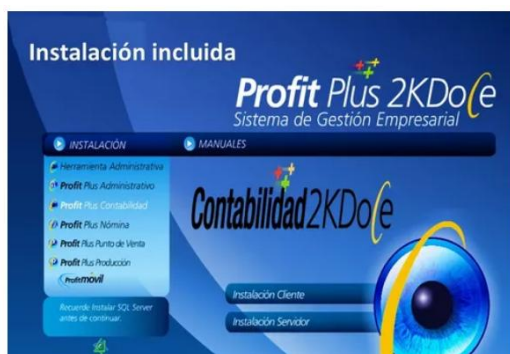 Instalación incluida
Profit Plus 2KDoCe
Sistema de Gestión Empresarial
INSTALACIÓN
MANUALES
Herramienta Administrativa
Profit Plus Administrativo
Profit Plus Contabilidad
Profit Plus Nómina
Profit Plus Punto de Venta
Profit Plus Producción
Profitmóvil
Recuerde Instalar SQL Server
antes de continuar.
Contabilidad2KDoCe
Instalación Cliente
Instalación Servidor